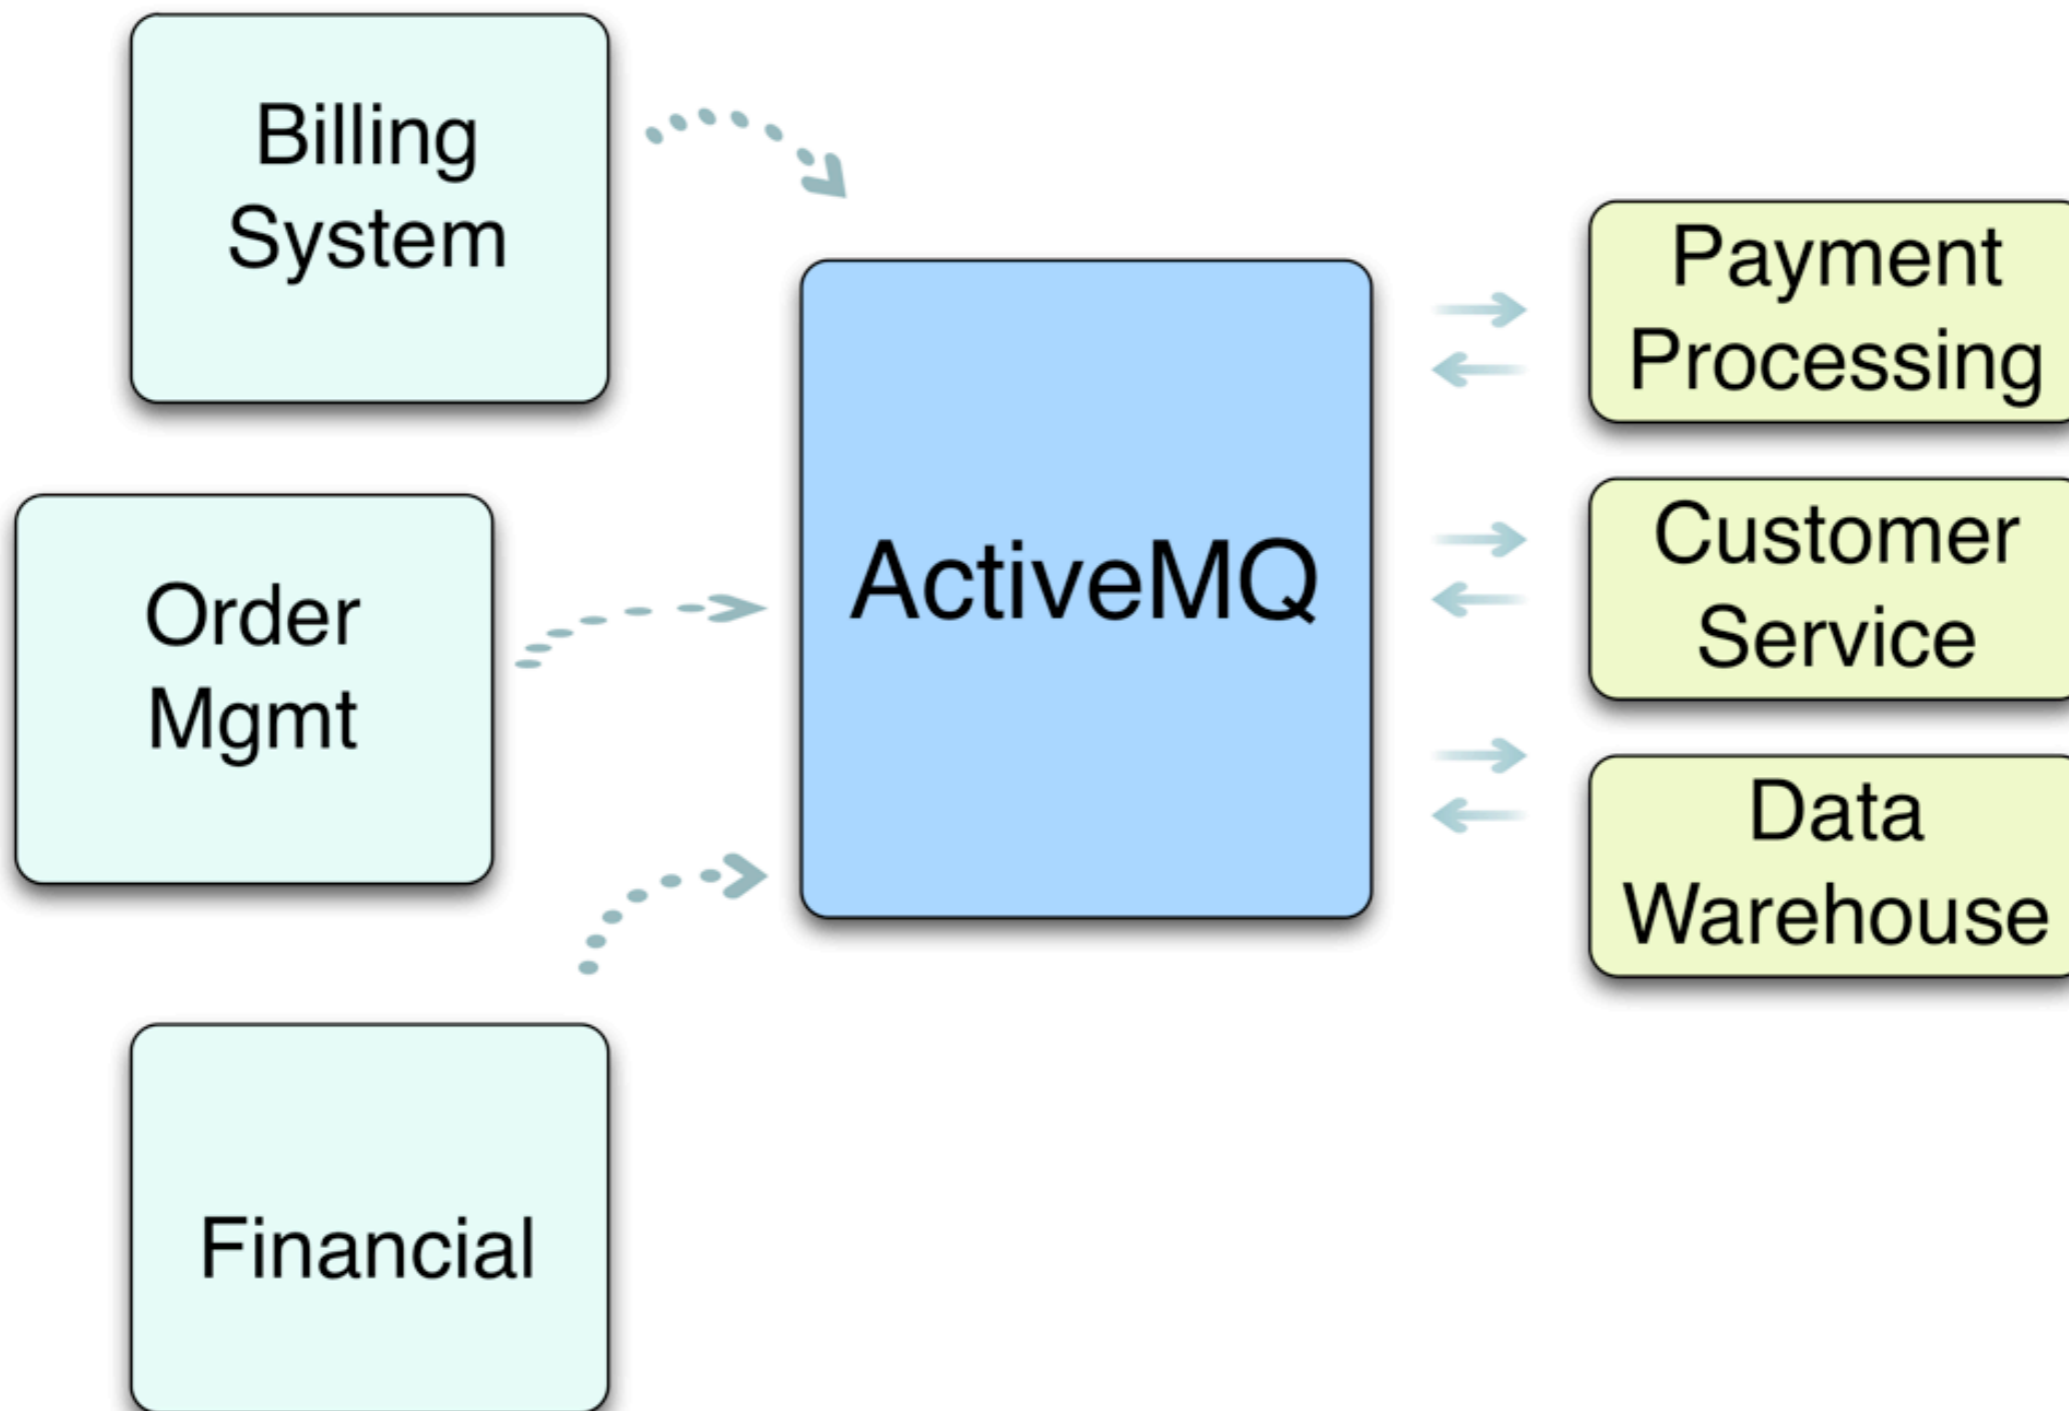 Billing
System
Order
Mgmt
Financial
ActiveMQ
Payment
Processing
Customer
Service
Data
Warehouse